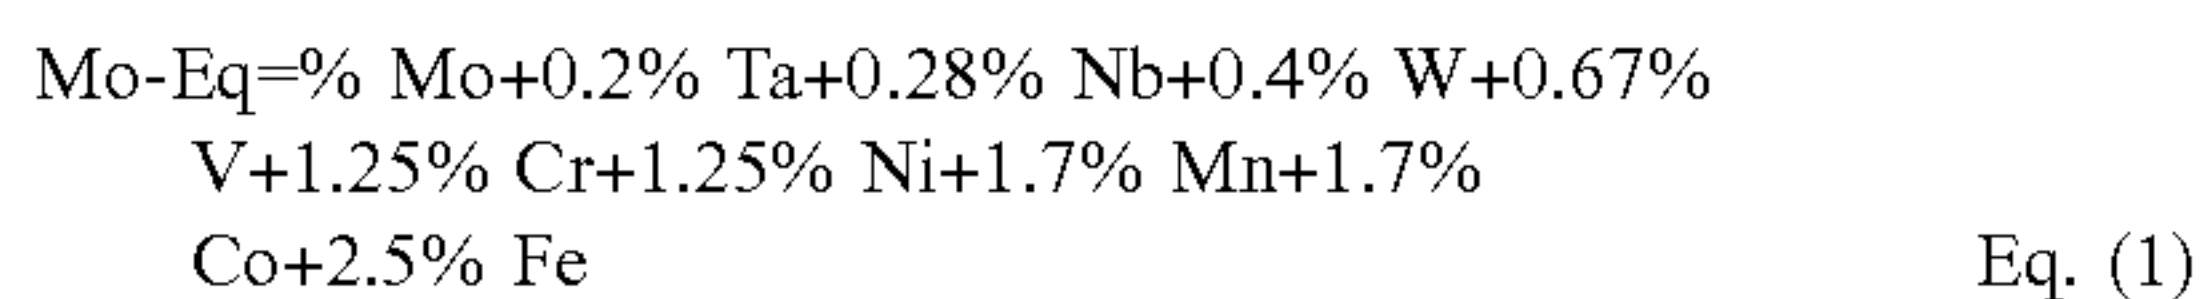 Mo-Eq=% Mo+0.2% Ta+0.28% Nb+0.4% W+0.67%
V+1.25% Cr+1.25% Ni+1.7% Mn+1.7%
Co+2.5% Fe Eq. (1)